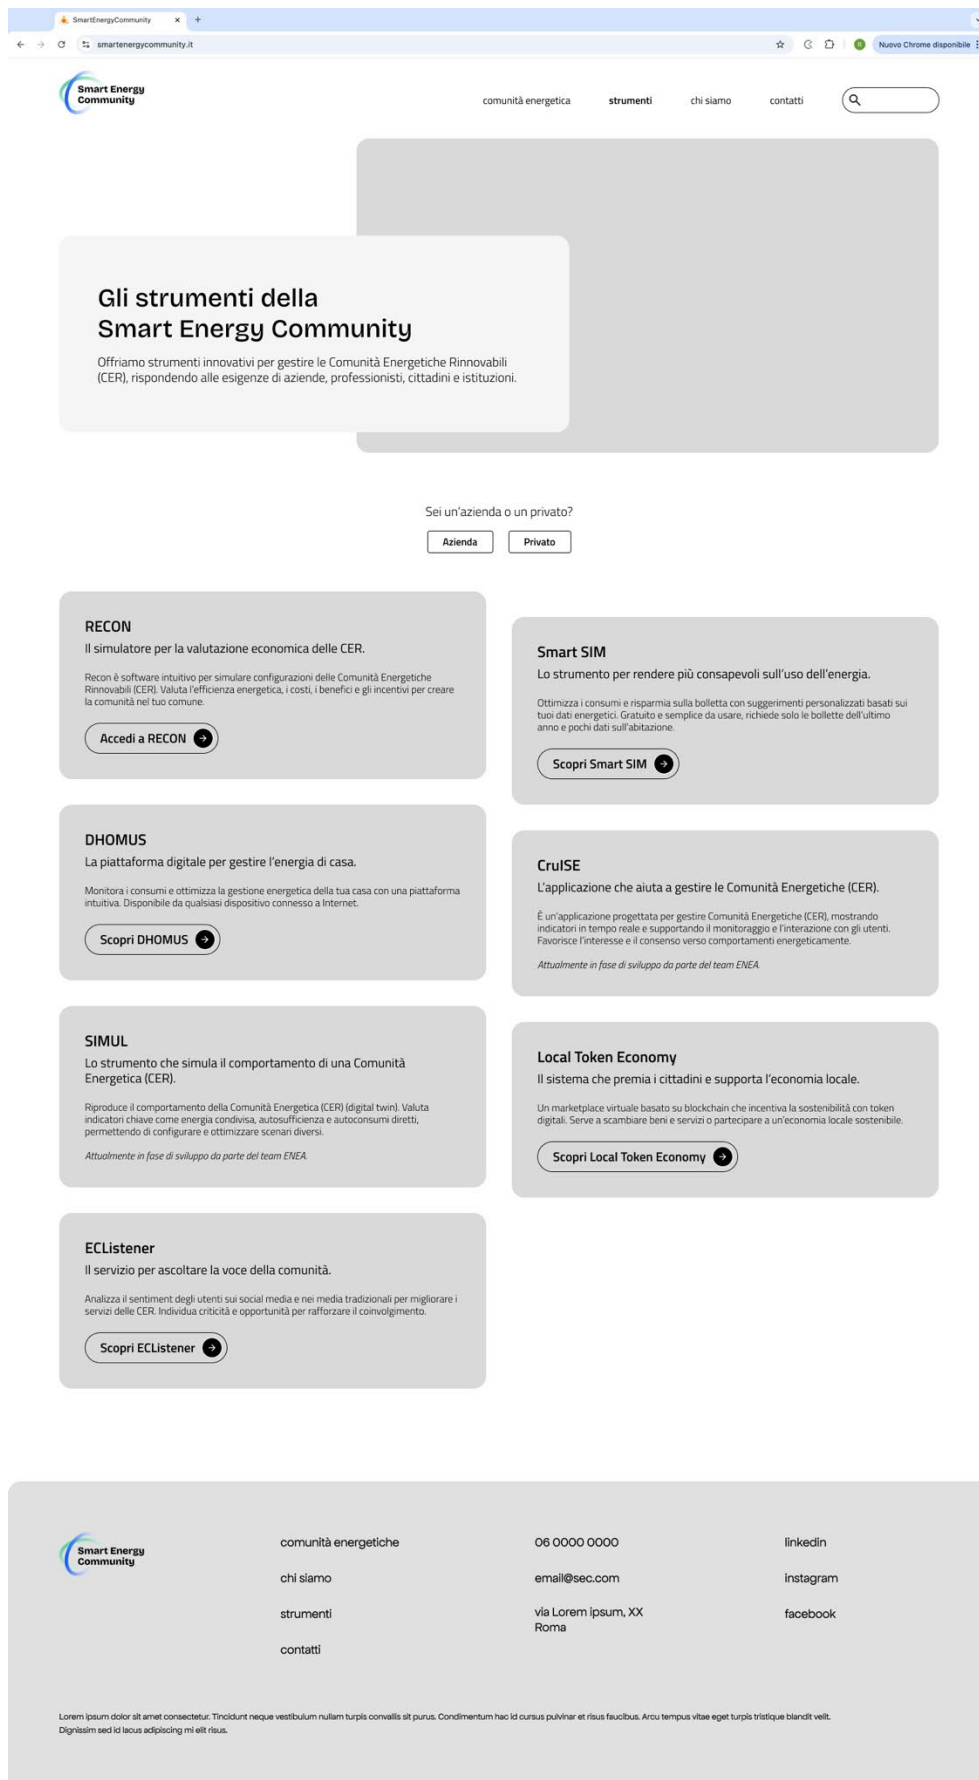 SmartEnergyCommunity
smartenergycommunity.it
Nuovo Chrome disponibile
Smart Energy
Community
comunità energetica
strumenti
chi siamo
contatti
Gli strumenti della
Smart Energy Community
Offriamo strumenti innovativi per gestire le Comunità Energetiche Rinnovabili
(CER), rispondendo alle esigenze di aziende, professionisti, cittadini e istituzioni.
Sei un'azienda o un privato?
Azienda
Privato
RECON
Il simulatore per la valutazione economica delle CER.
Recon è software intuitivo per simulare configurazioni delle Comunità Energetiche
Rinnovabili (CER). Valuta l'efficienza energetica, i costi, i benefici e gli incentivi per creare
la comunità nel tuo comune.
Accedi a RECON
Smart SIM
Lo strumento per rendere più consapevoli sull'uso dell'energia.
Ottimizza i consumi e risparmia sulla bolletta con suggerimenti personalizzati basati sui
tuoi dati energetici. Gratuito e semplice da usare, richiede solo le bollette dell'ultimo
anno e pochi dati sull'abitazione.
Scopri Smart SIM
DHOMUS
La piattaforma digitale per gestire l'energia di casa.
Monitora i consumi e ottimizza la gestione energetica della tua casa con una piattaforma
intuitiva. Disponibile da qualsiasi dispositivo connesso a Internet.
Scopri DHOMUS
CruISE
L'applicazione che aiuta a gestire le Comunità Energetiche (CER).
È un'applicazione progettata per gestire Comunità Energetiche (CER), mostrando
indicatori in tempo reale e supportando il monitoraggio e l'interazione con gli utenti.
Favorisce l'interesse e il consenso verso comportamenti energeticamente.
Attualmente in fase di sviluppo da parte del team ENEA.
SIMUL
Lo strumento che simula il comportamento di una Comunità
Energetica (CER).
Riproduce il comportamento della Comunità Energetica (CER) (digital twin). Valuta
indicatori chiave come energia condivisa, autosufficienza e autoconsumi diretti,
permettendo di configurare e ottimizzare scenari diversi.
Attualmente in fase di sviluppo da parte del team ENEA.
Local Token Economy
Il sistema che premia i cittadini e supporta l'economia locale.
Un marketplace virtuale basato su blockchain che incentiva la sostenibilità con token
digitali. Serve a scambiare beni e servizi o partecipare a un'economia locale sostenibile.
Scopri Local Token Economy
ECListener
Il servizio per ascoltare la voce della comunità.
Analizza il sentiment degli utenti sui social media e nei media tradizionali per migliorare i
servizi delle CER. Individua criticità e opportunità per rafforzare il coinvolgimento.
Scopri ECListener
Smart Energy
Community
comunità energetiche
chi siamo
strumenti
contatti
06 0000 0000
email@sec.com
via Lorem ipsum, XX
Roma
linkedin
instagram
facebook
Lorem ipsum dolor sit amet consectetur. Tincidunt neque vestibulum nullam turpis convallis sit purus. Condimentum hac id cursus pulvinar et risus faucibus. Arcu tempus vitae eget turpis tristique blandit velit.
Dignissim sed id lacus adipiscing mi elit risus.